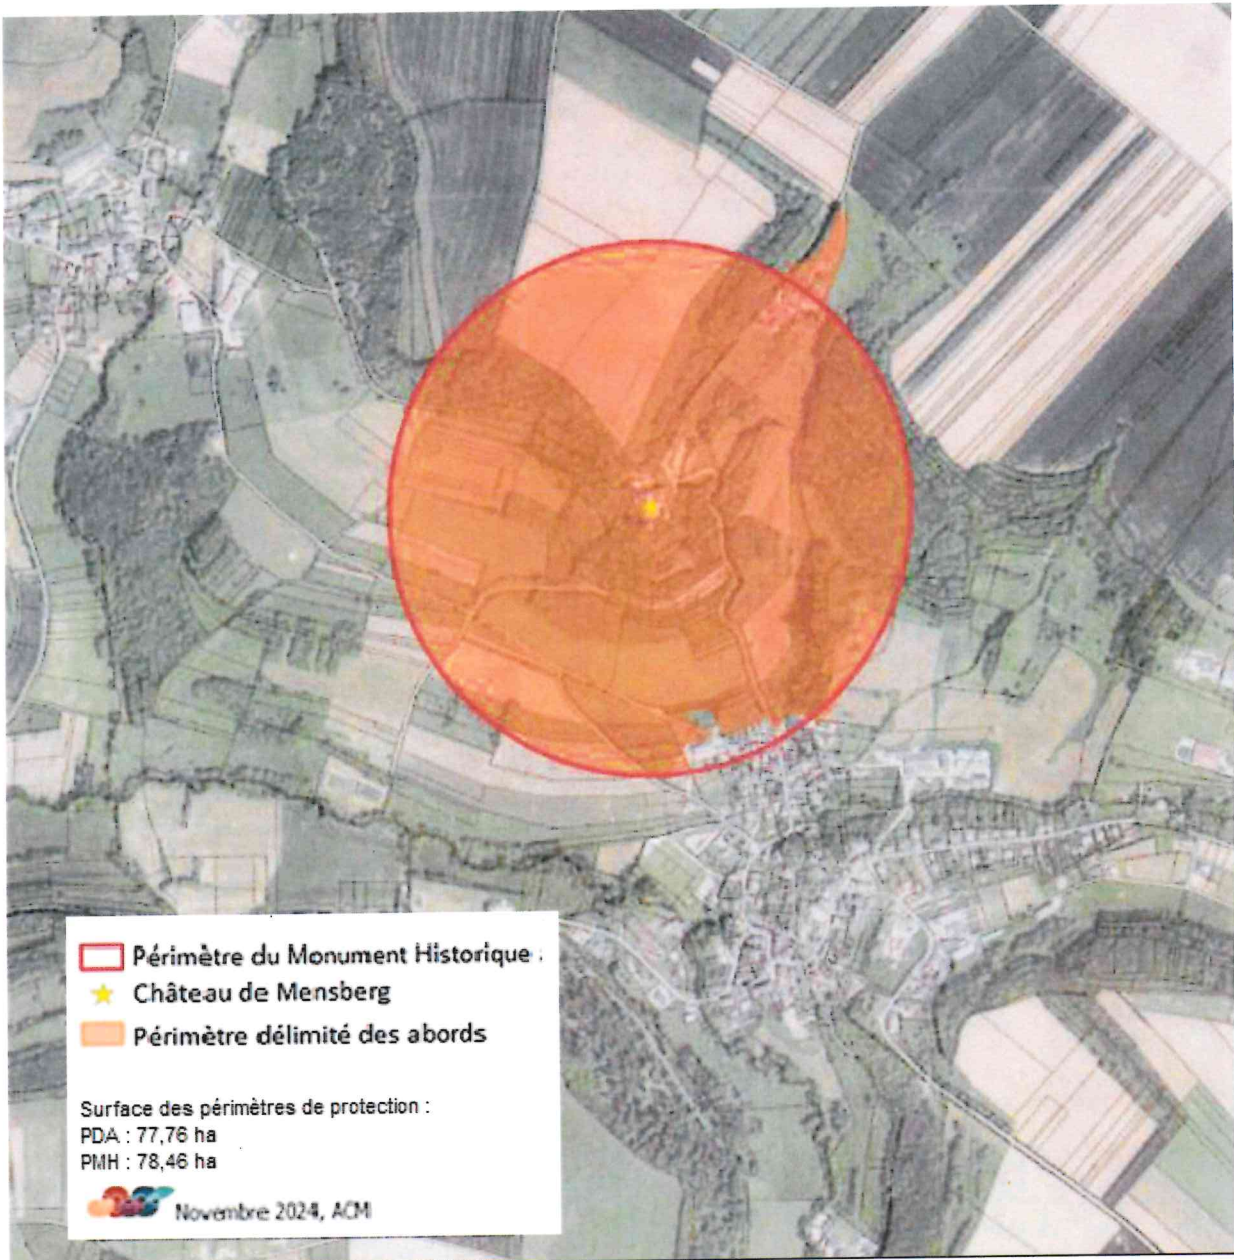 Périmètre du Monument Historique :
Château de Mensberg
Périmètre délimité des abords
Surface des périmètres de protection :
PDA : 77,76 ha
PMH : 78,46 ha
Novembre 2024, ACMI